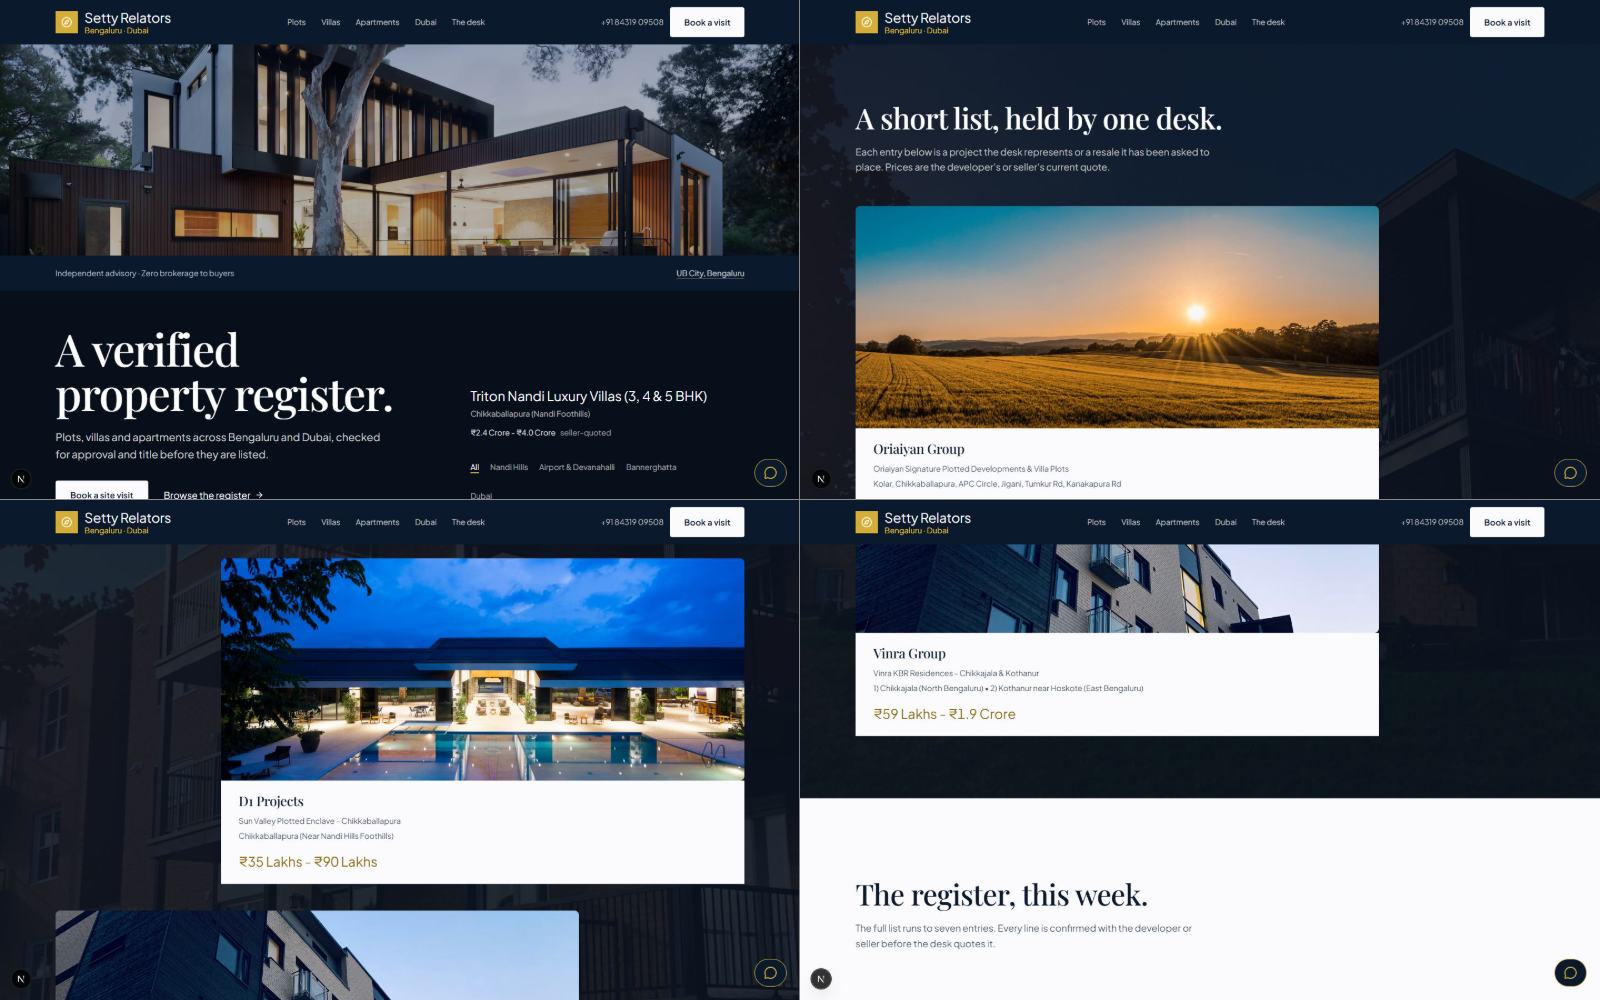 Setty Relators
Bengaluru · Dubai
Plots
Villas
Apartments
Dubai
The desk
+91 84319 09508
Book a visit
Independent advisory · Zero brokerage to buyers
UB City, Bengaluru
A verified
property register.
Plots, villas and apartments across Bengaluru and Dubai, checked
for approval and title before they are listed.
Book a site visit
Browse the register →
Triton Nandi Luxury Villas (3, 4 & 5 BHK)
Chikkaballapura (Nandi Foothills)
₹2.4 Crore - ₹4.0 Crore seller-quoted
All
Nandi Hills
Airport & Devanahalli
Bannerghatta
Dubai
N
Setty Relators
Bengaluru · Dubai
Plots
Villas
Apartments
Dubai
The desk
+91 84319 09508
Book a visit
A short list, held by one desk.
Each entry below is a project the desk represents or a resale it has been asked to
place. Prices are the developer's or seller's current quote.
Oriaiyan Group
Oriaiyan Signature Plotted Developments & Villa Plots
Kolar, Chikkaballapura, APC Circle, Jigani, Tumkur Rd, Kanakapura Rd
N
Setty Relators
Bengaluru · Dubai
Plots
Villas
Apartments
Dubai
The desk
+91 84319 09508
Book a visit
D1 Projects
Sun Valley Plotted Enclave – Chikkaballapura
Chikkaballapura (Near Nandi Hills Foothills)
₹35 Lakhs – ₹90 Lakhs
N
Setty Relators
Bengaluru · Dubai
Plots
Villas
Apartments
Dubai
The desk
+91 84319 09508
Book a visit
Vinra Group
Vinra KBR Residences – Chikkajala & Kothanur
1) Chikkajala (North Bengaluru) • 2) Kothanur near Hoskote (East Bengaluru)
₹59 Lakhs - ₹1.9 Crore
The register, this week.
The full list runs to seven entries. Every line is confirmed with the developer or
seller before the desk quotes it.
N